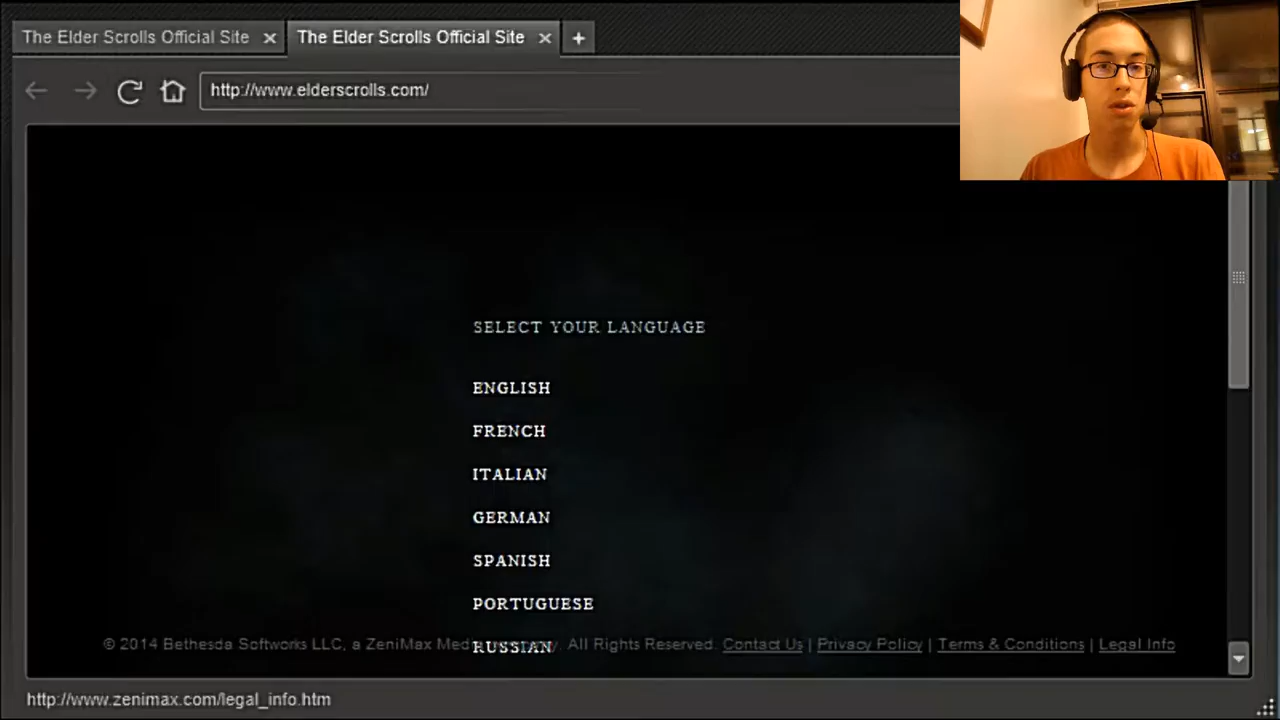 The Elder Scrolls Official Site
The Elder Scrolls Official Site
http://www.elderscrolls.com/
SELECT YOUR LANGUAGE
ENGLISH
FRENCH
ITALIAN
GERMAN
SPANISH
PORTUGUESE
RUSSIAN
© 2014 Bethesda Softworks LLC, a ZeniMax Media company. All Rights Reserved. Contact Us | Privacy Policy | Terms & Conditions | Legal Info
http://www.zenimax.com/legal_info.htm